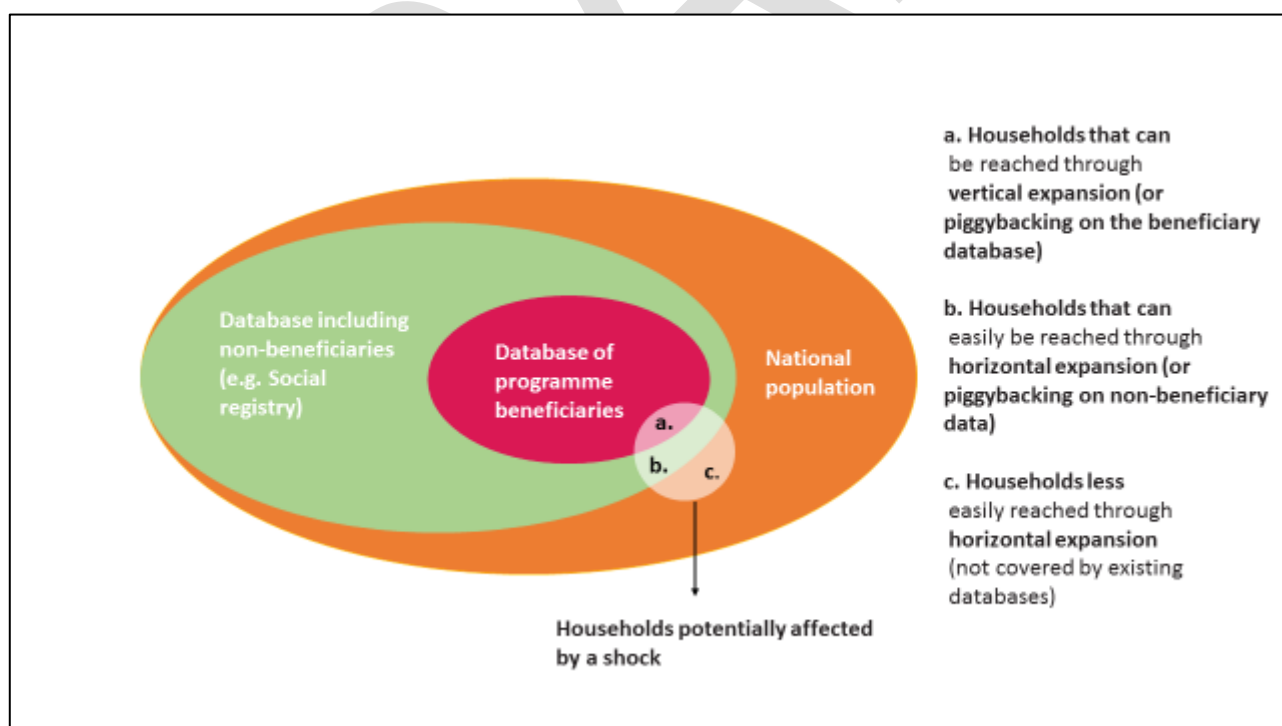 Database including
non-beneficiaries
(e.g. Social
registry)
Database of
programme
beneficiaries
National
population
a.
b.
c.
Households potentially affected
by a shock
a. Households that can
be reached through
vertical expansion (or
piggybacking on the beneficiary
database)
b. Households that can
easily be reached through
horizontal expansion (or
piggybacking on non-beneficiary
data)
c. Households less
easily reached through
horizontal expansion
(not covered by existing
databases)